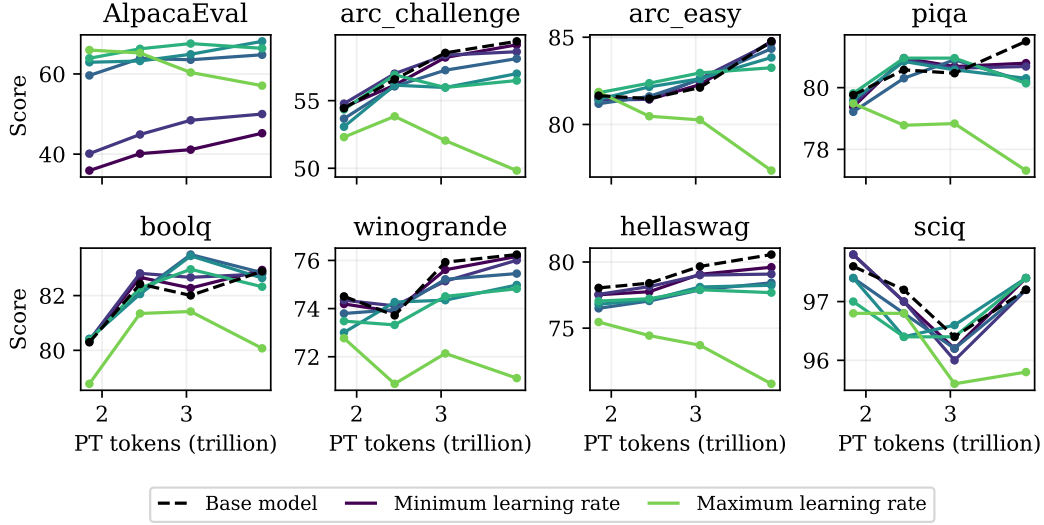 AlpacaEval
arc_challenge
arc_easy
piqa
Score
60
40
55
50
85
80
80
78
boolq
winogrande
hellaswag
sciq
Score
82
80
76
74
72
80
75
97
96
2
3
2
3
2
3
2
3
PT tokens (trillion)
PT tokens (trillion)
PT tokens (trillion)
PT tokens (trillion)
Base model
Minimum learning rate
Maximum learning rate